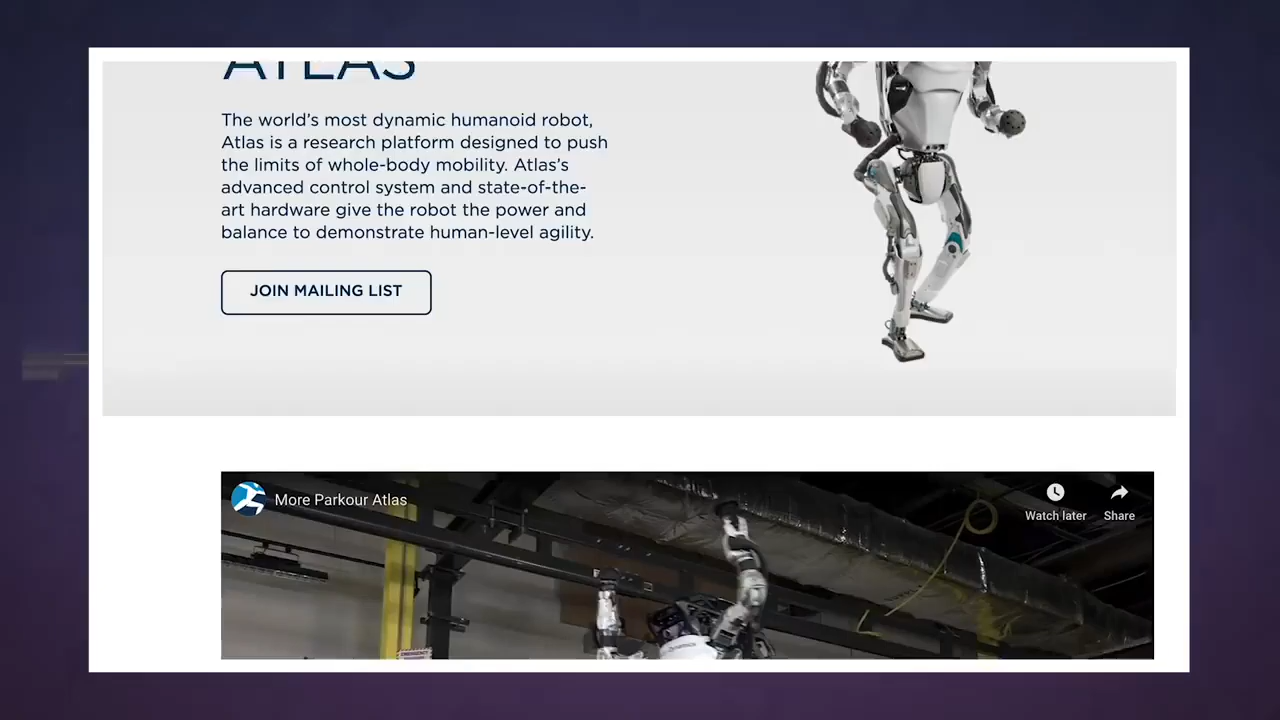 ATLAS
The world's most dynamic humanoid robot,
Atlas is a research platform designed to push
the limits of whole-body mobility. Atlas's
advanced control system and state-of-the-
art hardware give the robot the power and
balance to demonstrate human-level agility.
JOIN MAILING LIST
More Parkour Atlas
Watch later
Share